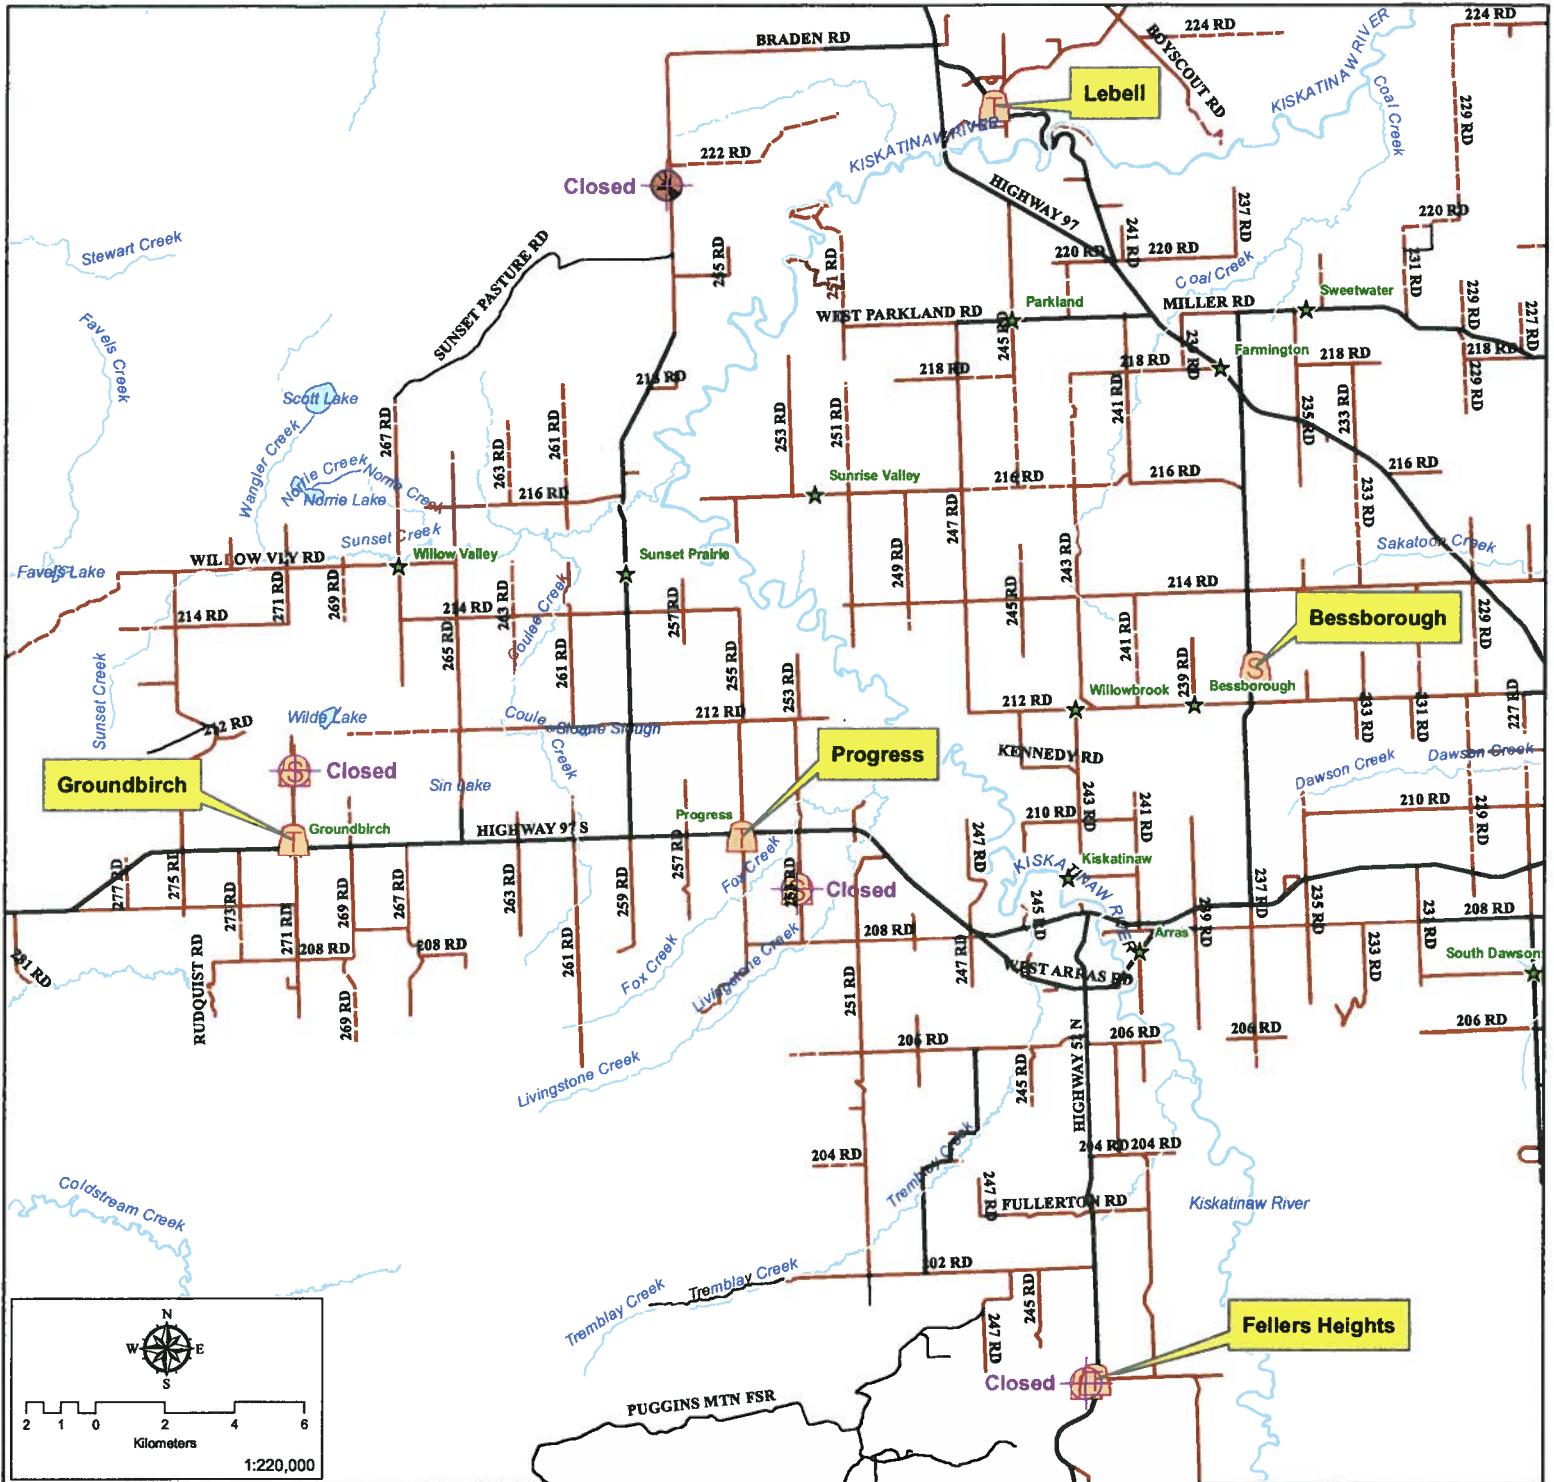 224 RD
BRADEN RD
BOYSCOUT RD
224 RD
KISKATINAW RIVER
Lebell
Coal Creek
229 RD
KISKATINAW RIVER
222 RD
Closed
HIGHWAY 97
237 RD
220 RD
241 RD
220 RD
220 RD
Stewart Creek
SUNSET PASTURE RD
255 RD
251 RD
Coal Creek
231 RD
Sweetwater
Parkland
MILLER RD
229 RD
227 RD
WEST PARKLAND RD
245 RD
Favels Creek
Farmington
218 RD
218 RD
218 RD
218 RD
229 RD
241 RD
Scott Lake
267 RD
253 RD
251 RD
235 RD
233 RD
263 RD
261 RD
Wangler Creek
Norrie Creek
Norrie Creek
Norrie Lake
216 RD
Sunrise Valley
216 RD
216 RD
216 RD
247 RD
233 RD
Sunset Creek
Sakatoon Creek
WILLOW VLY RD
Willow Valley
Sunset Prairie
Favels Lake
271 RD
269 RD
249 RD
243 RD
245 RD
214 RD
214 RD
214 RD
263 RD
Coulee Creek
257 RD
Bessborough
229 RD
265 RD
261 RD
255 RD
253 RD
241 RD
239 RD
Sunset Creek
Willowbrook
Bessborough
212 RD
233 RD
231 RD
227 RD
212 RD
Wilde Lake
Coule
Sloane Slough
212 RD
Creek
KENNEDY RD
Dawson Creek
Dawson Creek
Closed
Progress
Groundbirch
Sin Lake
243 RD
241 RD
210 RD
210 RD
229 RD
Groundbirch
HIGHWAY 97 S
Progress
257 RD
Fox Creek
247 RD
Kiskatinaw
KISKATINAW RIVER
277 RD
275 RD
273 RD
269 RD
267 RD
263 RD
259 RD
Closed
245 RD
237 RD
239 RD
235 RD
231 RD
208 RD
271 RD
208 RD
208 RD
261 RD
208 RD
247 RD
Arras
233 RD
South Dawson
281 RD
RUDQUIST RD
269 RD
Fox Creek
Livingstone Creek
251 RD
WEST ARRAS RD
206 RD
206 RD
206 RD
206 RD
HIGHWAY 52 N
245 RD
Livingstone Creek
204 RD
204 RD
204 RD
Tremblay Creek
247 RD
FULLERTON RD
Kiskatinaw River
Coldstream Creek
Tremblay Creek
Tremblay Creek
245 RD
247 RD
Fellers Heights
Closed
PUGGINS MTN FSR
N
W E
S
2 1 0 2 4 6
Kilometers
1:220,000